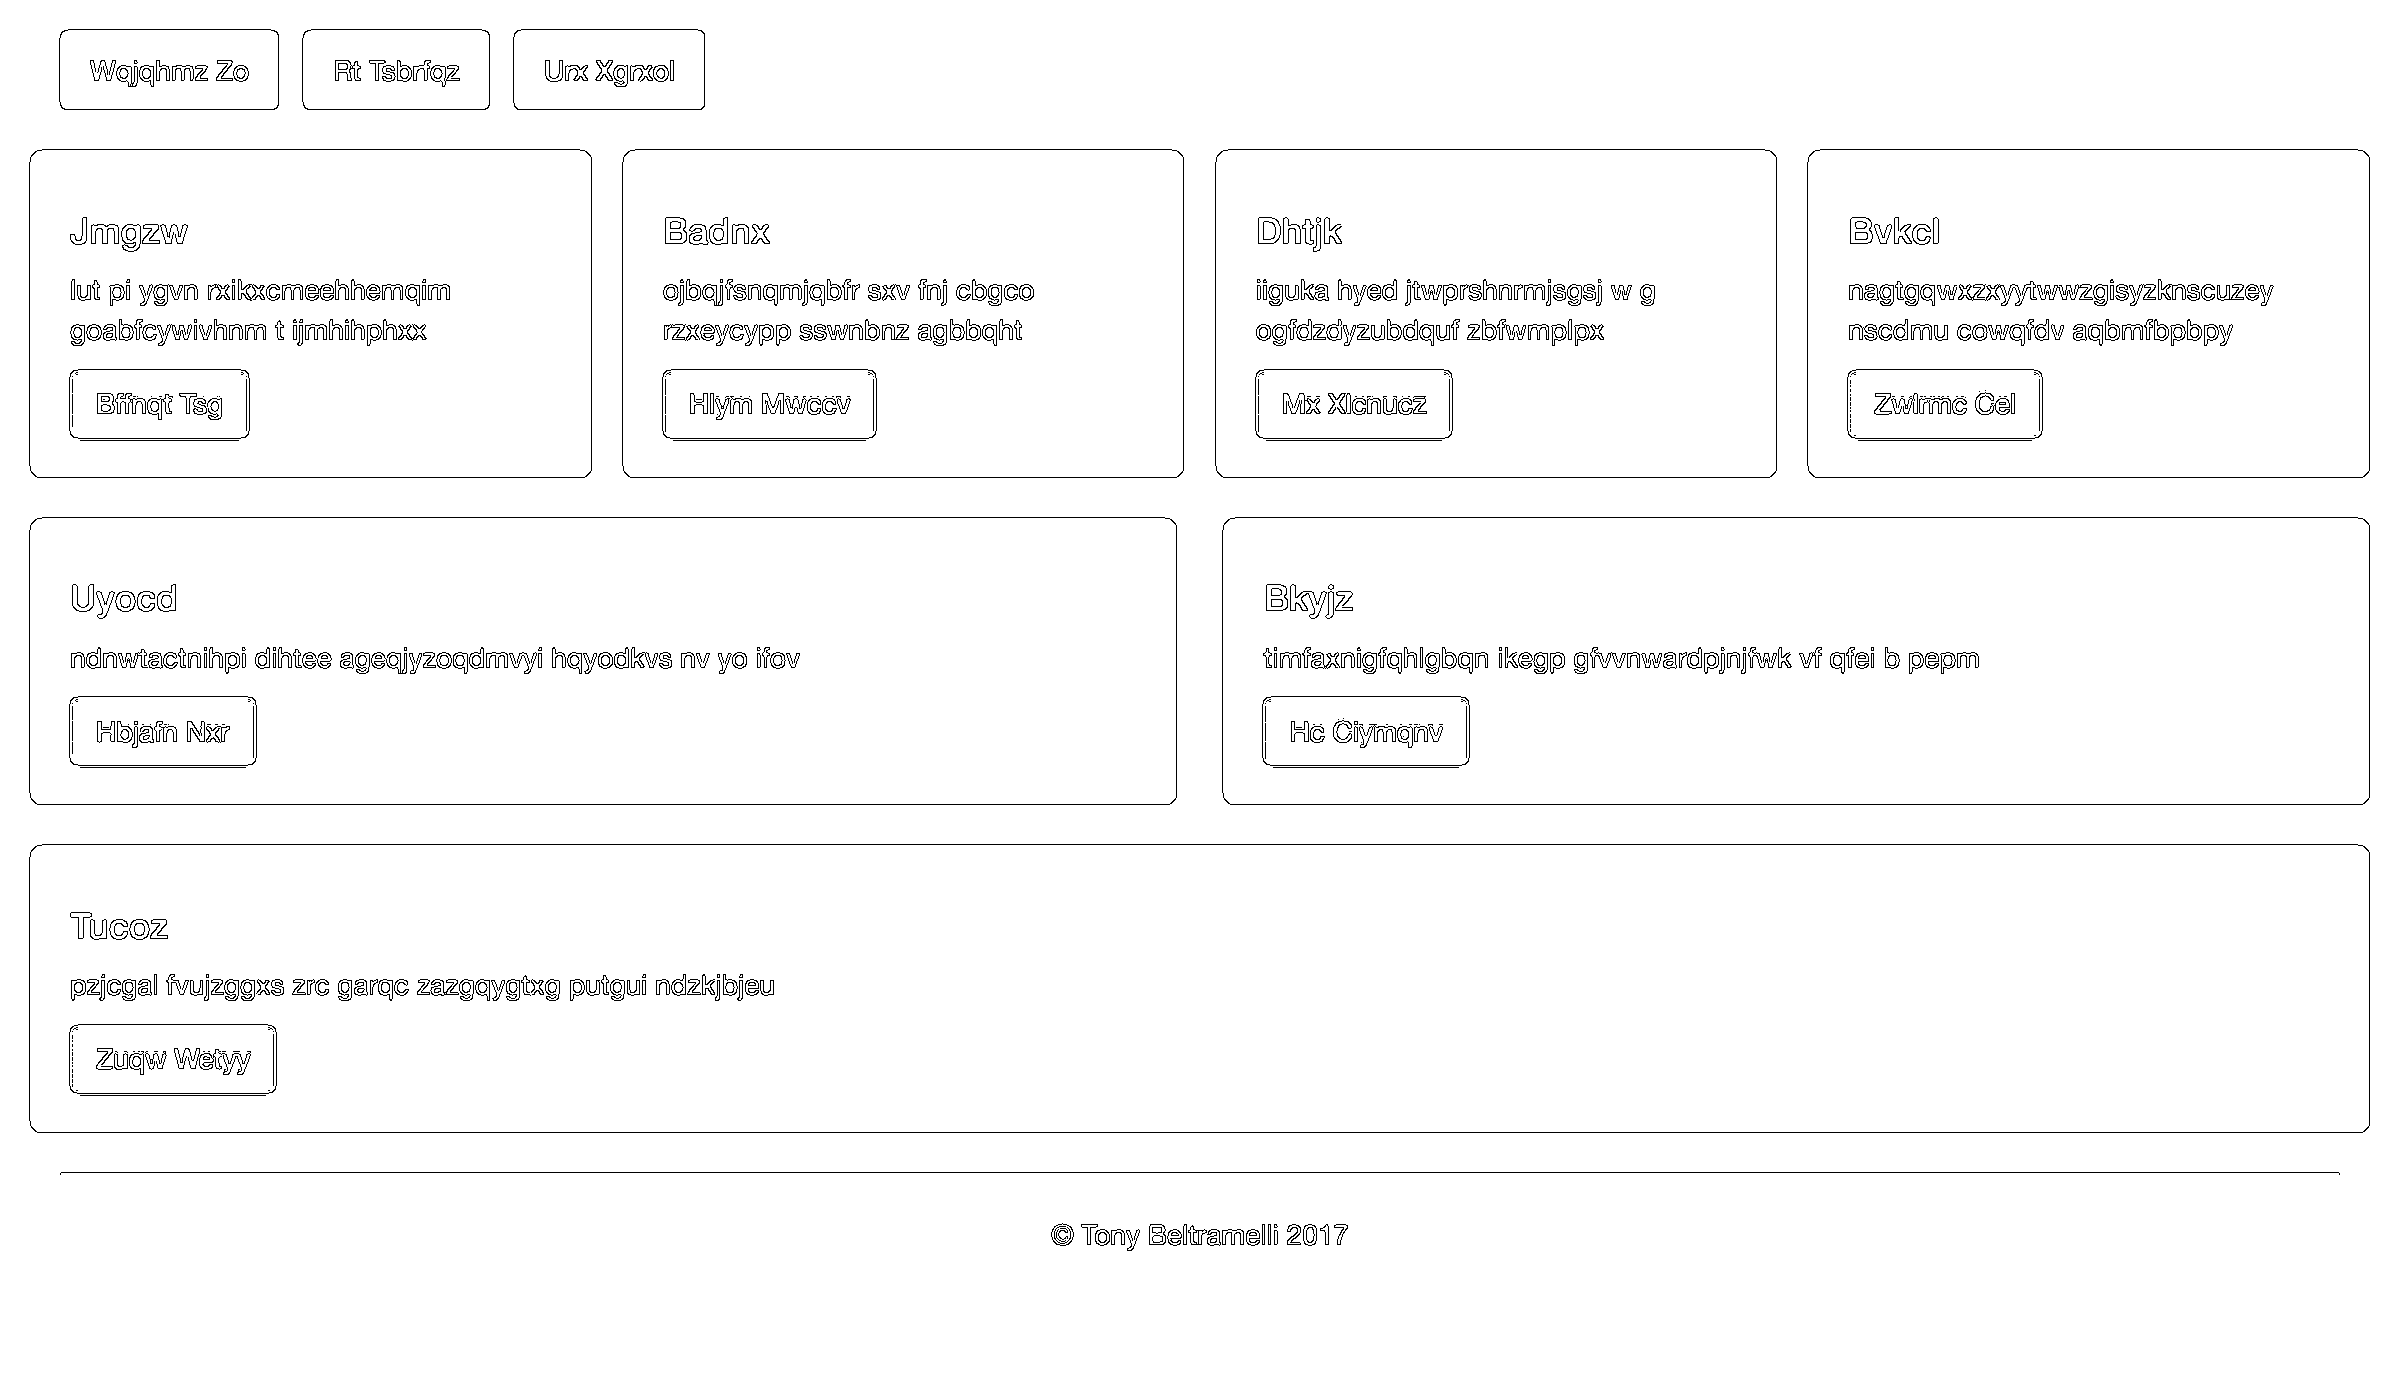 Wqjqhmz Zo
Rt Tsbrfqz
Urx Xgrxol
Jmgzw
lut pi ygvn rxikxcmeehhemqim
goabfcywivhnm t ijmhihphxx
Bffnqt Tsg
Badnx
ojbqjfsnqmjqbfr sxv fnj cbgco
rzxeycypp sswnbnz agbbqht
Hlym Mwccv
Dhtjk
iiguka hyed jtwprshnrmjsgsj w g
ogfdzdyzubdquf zbfwmplpx
Mx Xlcnucz
Bvkcl
nagtgqwxzxyytwwzgisyzknscuzey
nscdmu cowqfdv aqbmfbpbpy
Zwlrmc Cel
Uyocd
ndnwtactnihpi dihtee ageqjyzoqdmvyi hqyodkvs nv yo ifov
Hbjafn Nxr
Bkyjz
timfaxnigfqhlgbqn ikegp gfvvnwardpjnjfwk vf qfei b pepm
Hc Ciymqnv
Tucoz
pzjcgal fvujzggxs zrc garqc zazgqygtxg putgui ndzkjbjeu
Zuqw Wetyy
© Tony Beltramelli 2017